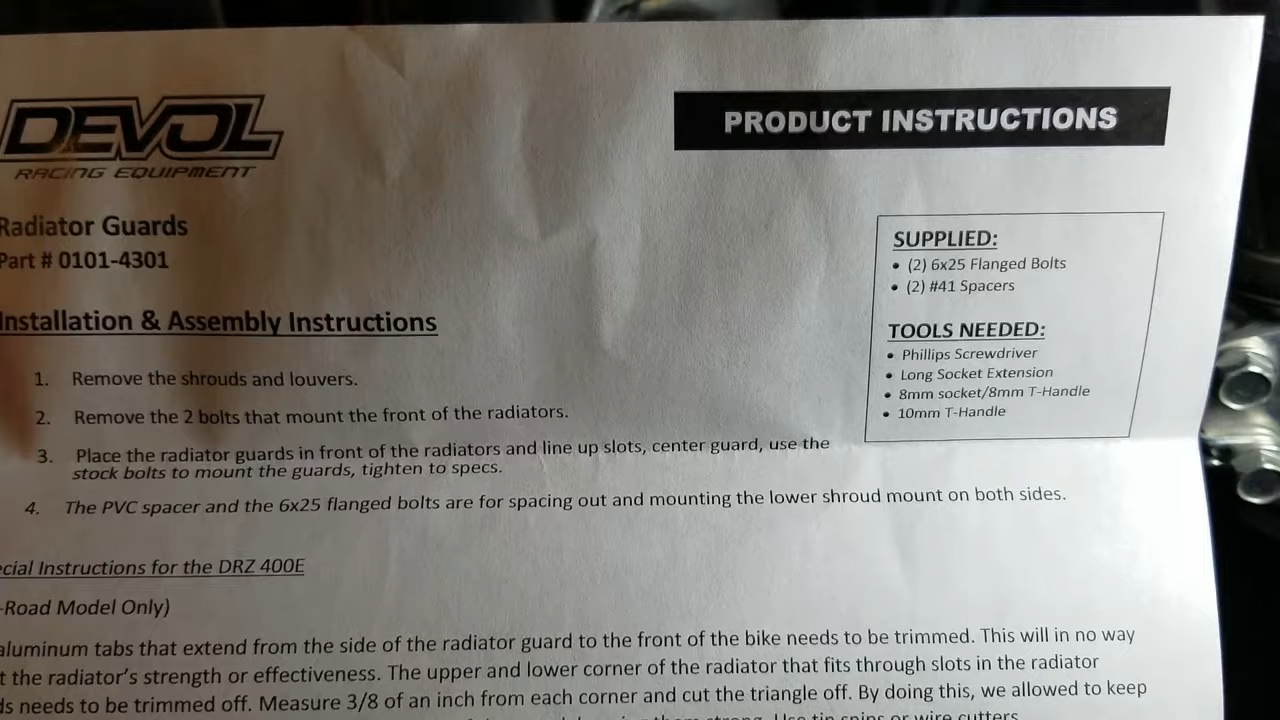 DEVOL
RACING EQUIPMENT
PRODUCT INSTRUCTIONS
Radiator Guards
Part # 0101-4301
SUPPLIED:
• (2) 6x25 Flanged Bolts
• (2) #41 Spacers
TOOLS NEEDED:
• Phillips Screwdriver
• Long Socket Extension
• 8mm socket/8mm T-Handle
• 10mm T-Handle
Installation & Assembly Instructions
1. Remove the shrouds and louvers.
2. Remove the 2 bolts that mount the front of the radiators.
3. Place the radiator guards in front of the radiators and line up slots, center guard, use the
stock bolts to mount the guards, tighten to specs.
4. The PVC spacer and the 6x25 flanged bolts are for spacing out and mounting the lower shroud mount on both sides.
cial Instructions for the DRZ 400E
-Road Model Only)
aluminum tabs that extend from the side of the radiator guard to the front of the bike needs to be trimmed. This will in no way
t the radiator's strength or effectiveness. The upper and lower corner of the radiator that fits through slots in the radiator
ds needs to be trimmed off. Measure 3/8 of an inch from each corner and cut the triangle off. By doing this, we allowed to keep
them strong. Use tin snips or wire cutters